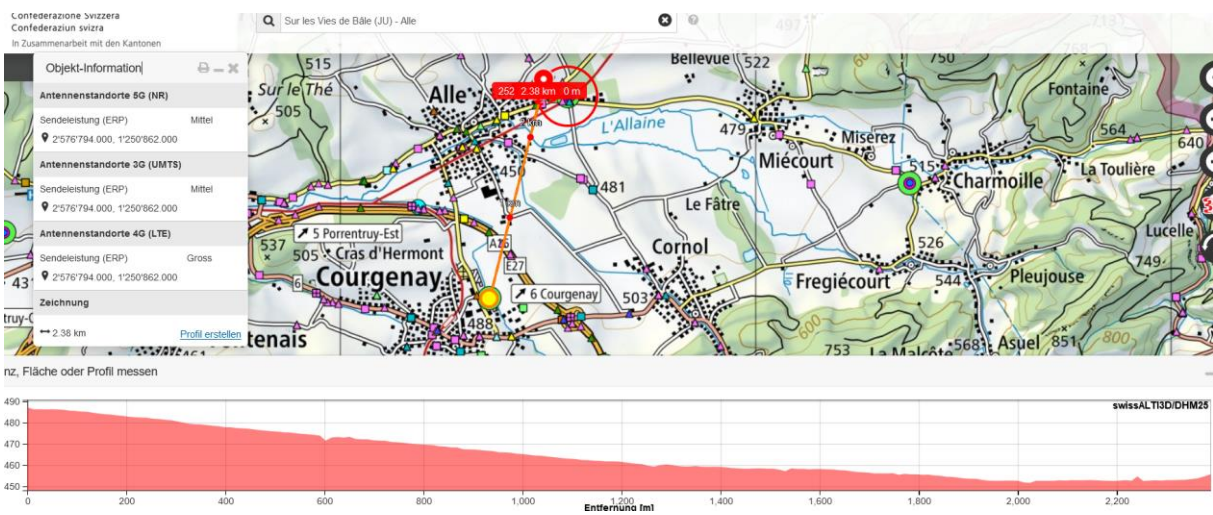 Confederazione Svizzera
Confederaziun svizra
In Zusammenarbeit mit den Kantonen
Sur les Vies de Bâle (JU) - Alle
Objekt-Information
Antennenstandorte 5G (NR)
Sendeleistung (ERP) Mittel
2'576'794.000, 1'250'862.000
Antennenstandorte 3G (UMTS)
Sendeleistung (ERP) Mittel
2'576'794.000, 1'250'862.000
Antennenstandorte 4G (LTE)
Sendeleistung (ERP) Gross
2'576'794.000, 1'250'862.000
Zeichnung
2.38 km Profil erstellen
497
768
750
515
Sur le Thé
505
Alle
252 2.38 km 0 m
Bellevue
522
Fontaine
L'Allaine
479
Miserez
564
640
Miécourt
515
Charmoille
La Toulière
450
481
Le Fâtre
Lucelle
5 Porrentruy-Est
537
505
Cras d'Hermont
A16
E27
Cornol
526
749
Courgenay
6
6 Courgenay
503
Fregiécourt
544
Pleujouse
488
600
tenais
753
La Malcôte
568
Asuel
851
800
nz, Fläche oder Profil messen
swissALTI3D/DHM25
490
480
470
460
450
0 200 400 600 800 1,000 1,200 1,400 1,600 1,800 2,000 2,200
Entfernung [m]